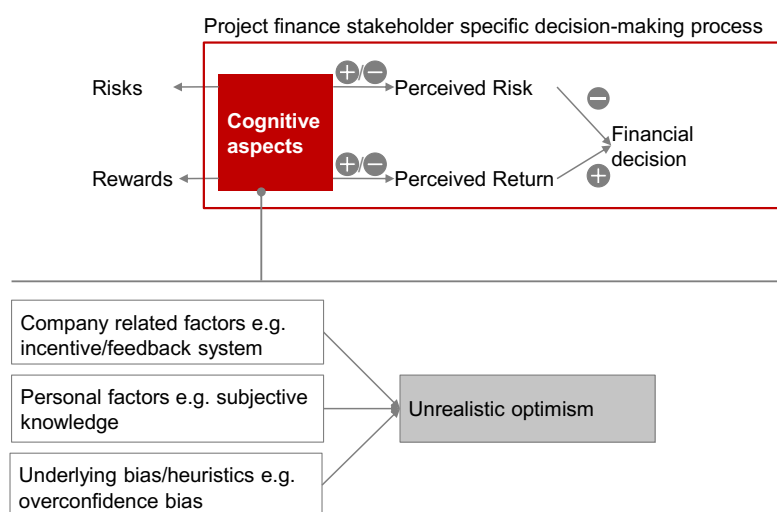 Project finance stakeholder specific decision-making process
Risks
+/−
Perceived Risk
−
Cognitive
aspects
Financial
decision
Rewards
+/−
Perceived Return
+
Company related factors e.g.
incentive/feedback system
Personal factors e.g. subjective
knowledge
Unrealistic optimism
Underlying bias/heuristics e.g.
overconfidence bias